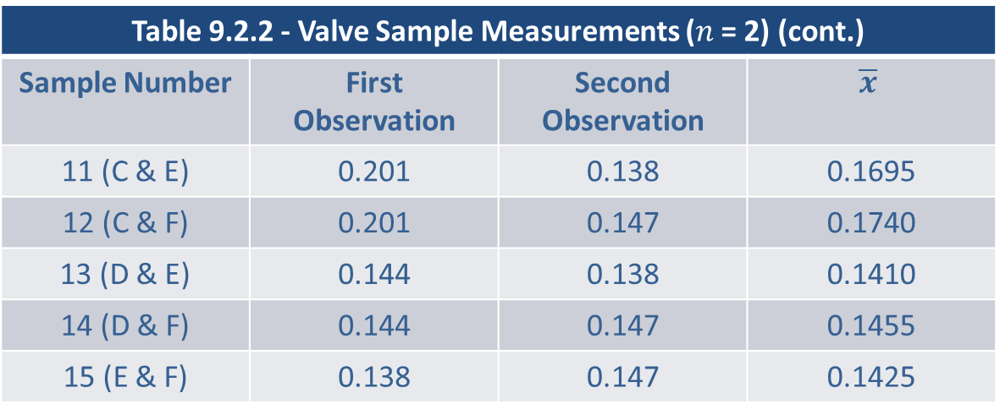 Table 9.2.2 - Valve Sample Measurements (n = 2) (cont.)
Sample Number First Observation Second Observation x̅
11 (C & E) 0.201 0.138 0.1695
12 (C & F) 0.201 0.147 0.1740
13 (D & E) 0.144 0.138 0.1410
14 (D & F) 0.144 0.147 0.1455
15 (E & F) 0.138 0.147 0.1425